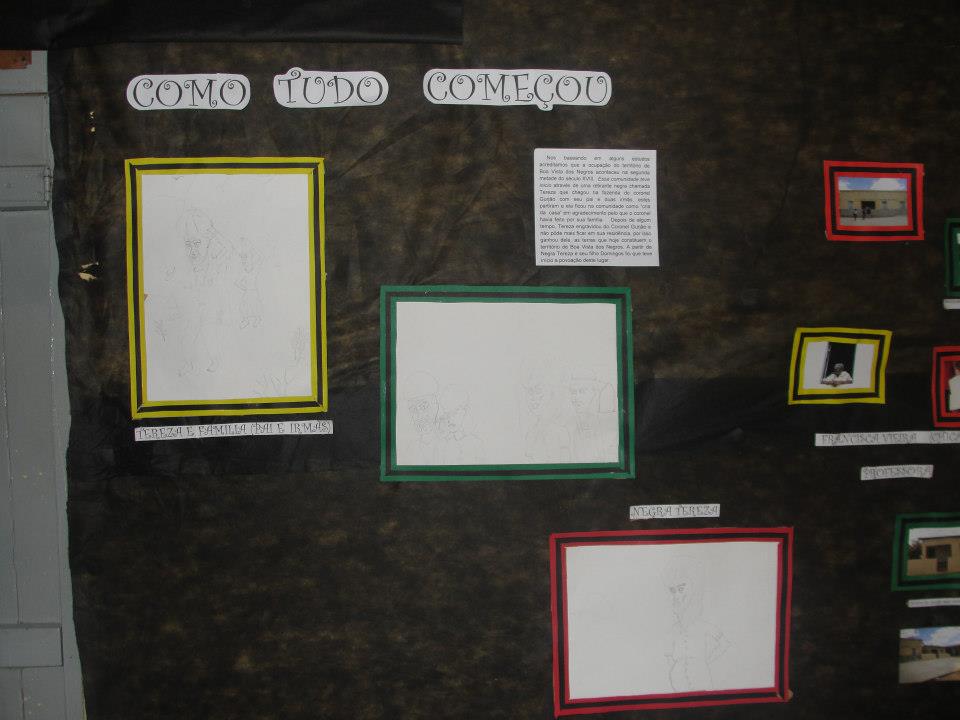 COMO TUDO COMEÇOU
Nos baseando em alguns estudos
acreditamos que a ocupação do território de
Boa Vista dos Negros aconteceu na segunda
metade do século XVIII. Essa comunidade teve
início através de uma retirante negra chamada
Tereza que chegou na fazenda do coronel
Gurjão com seu pai e duas irmãs, estes
partiram e ela ficou na comunidade como "cria
da casa" em agradecimento pelo que o coronel
havia feito por sua família. Depois de algum
tempo, Tereza engravidou do Coronel Gurjão e
não pôde mais ficar em sua residência, por isso
ganhou dele, as terras que hoje constituem o
território de Boa Vista dos Negros. A partir de
Negra Tereza e seu filho Domingos foi que teve
início a povoação deste lugar.
TEREZA E FAMILIA (PAI E IRMÃS)
FRANCISCA VIEIRA
PROFESSORA
NEGRA TEREZA